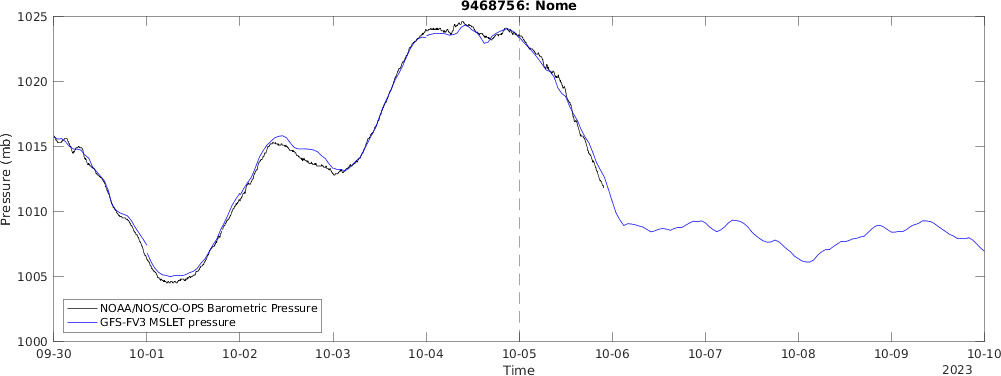 9468756: Nome
1025
1020
1015
1010
1005
1000
Pressure (mb)
NOAA/NOS/CO-OPS Barometric Pressure
GFS-FV3 MSLET pressure
09-30 10-01 10-02 10-03 10-04 10-05 10-06 10-07 10-08 10-09 10-10
Time
2023